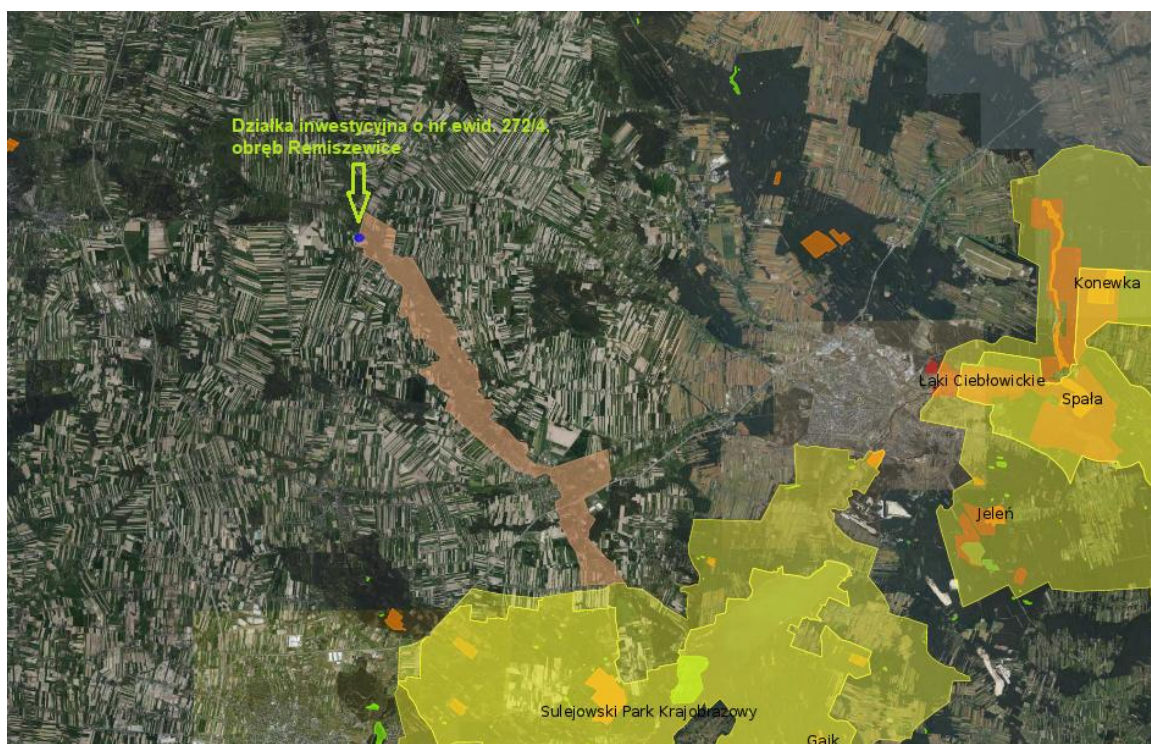 Działka inwestycyjna o nr ewid. 272/4,
obręb Remiszewice
Konewka
Łąki Ciebłowickie
Spała
Jeleń
Sulejowski Park Krajobrazowy
Gaik